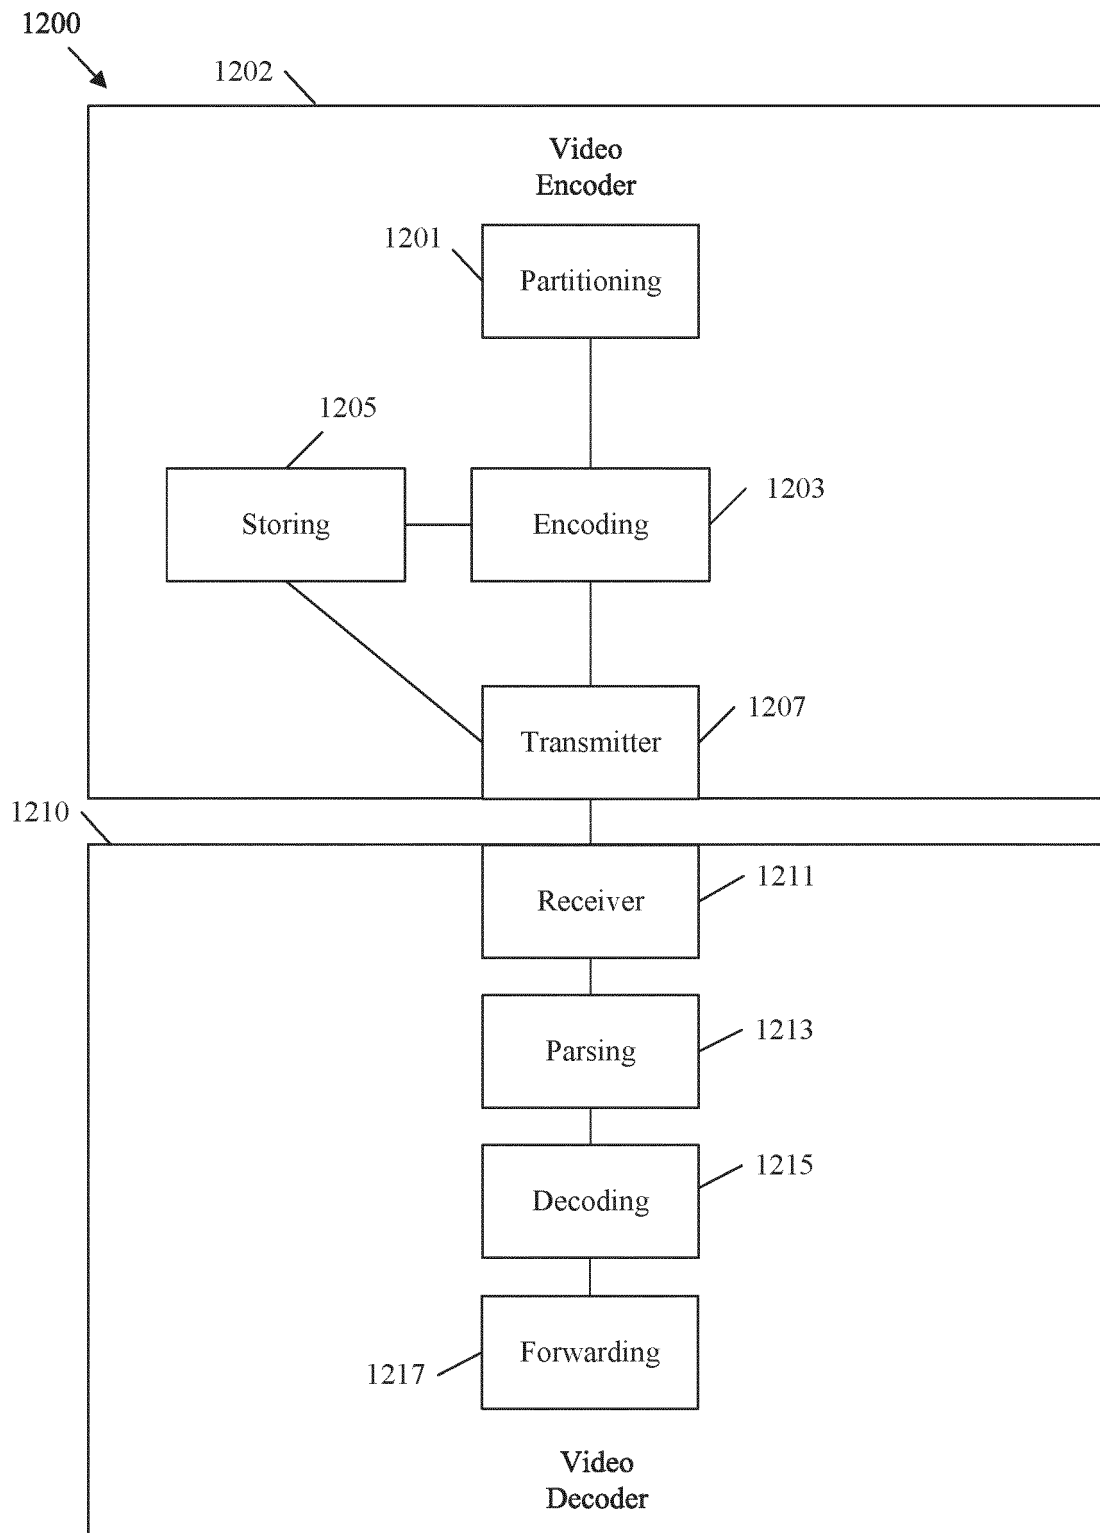 1200
1202
Video
Encoder
1201
Partitioning
1205
Storing
Encoding
1203
1207
Transmitter
1210
Receiver
1211
Parsing
1213
Decoding
1215
Forwarding
1217
Video
Decoder